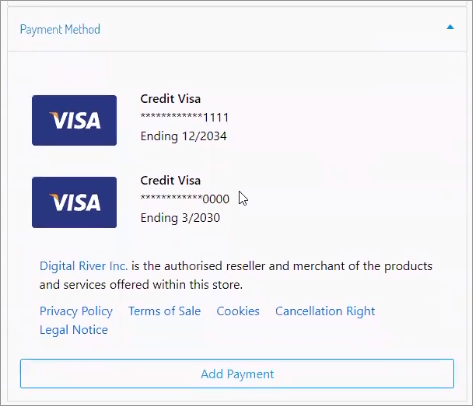 Payment Method
VISA
Credit Visa
************1111
Ending 12/2034
VISA
Credit Visa
************0000
Ending 3/2030
Digital River Inc. is the authorised reseller and merchant of the products
and services offered within this store.
Privacy Policy Terms of Sale Cookies Cancellation Right
Legal Notice
Add Payment